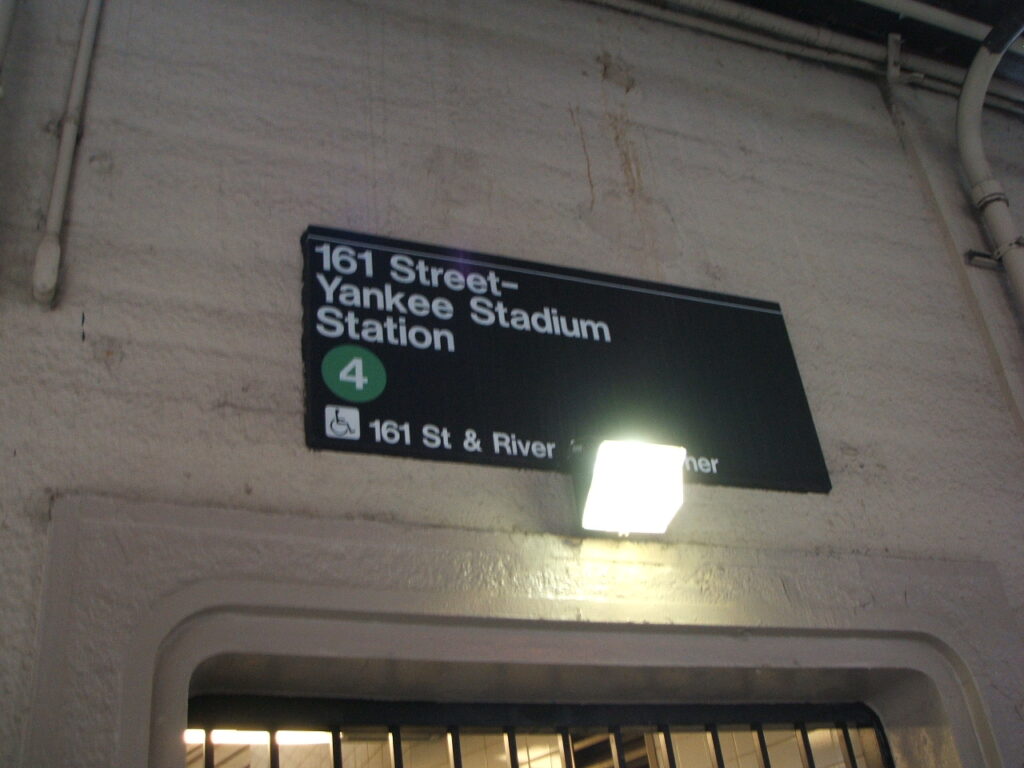 161 Street-
Yankee Stadium
Station
4
161 St & River